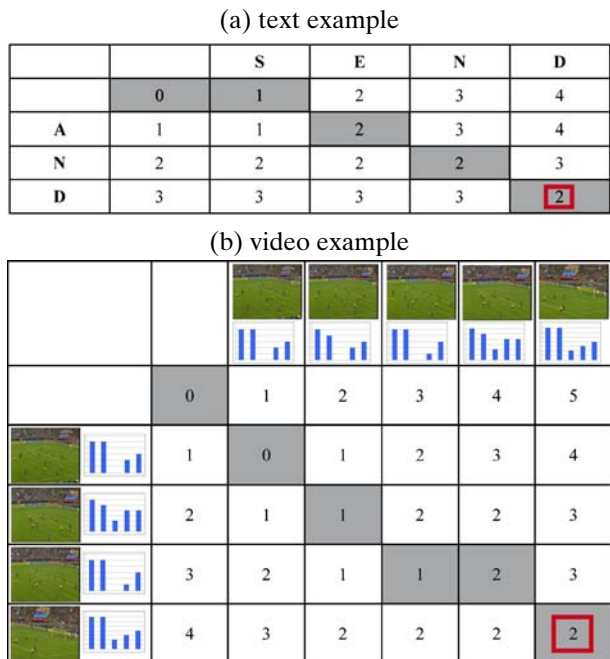 (a) text example
S E N D
0 1 2 3 4
A 1 1 2 3 4
N 2 2 2 2 3
D 3 3 3 3 2
(b) video example
0 1 2 3 4 5
1 0 1 2 3 4
2 1 1 2 2 3
3 2 1 1 2 3
4 3 2 2 2 2